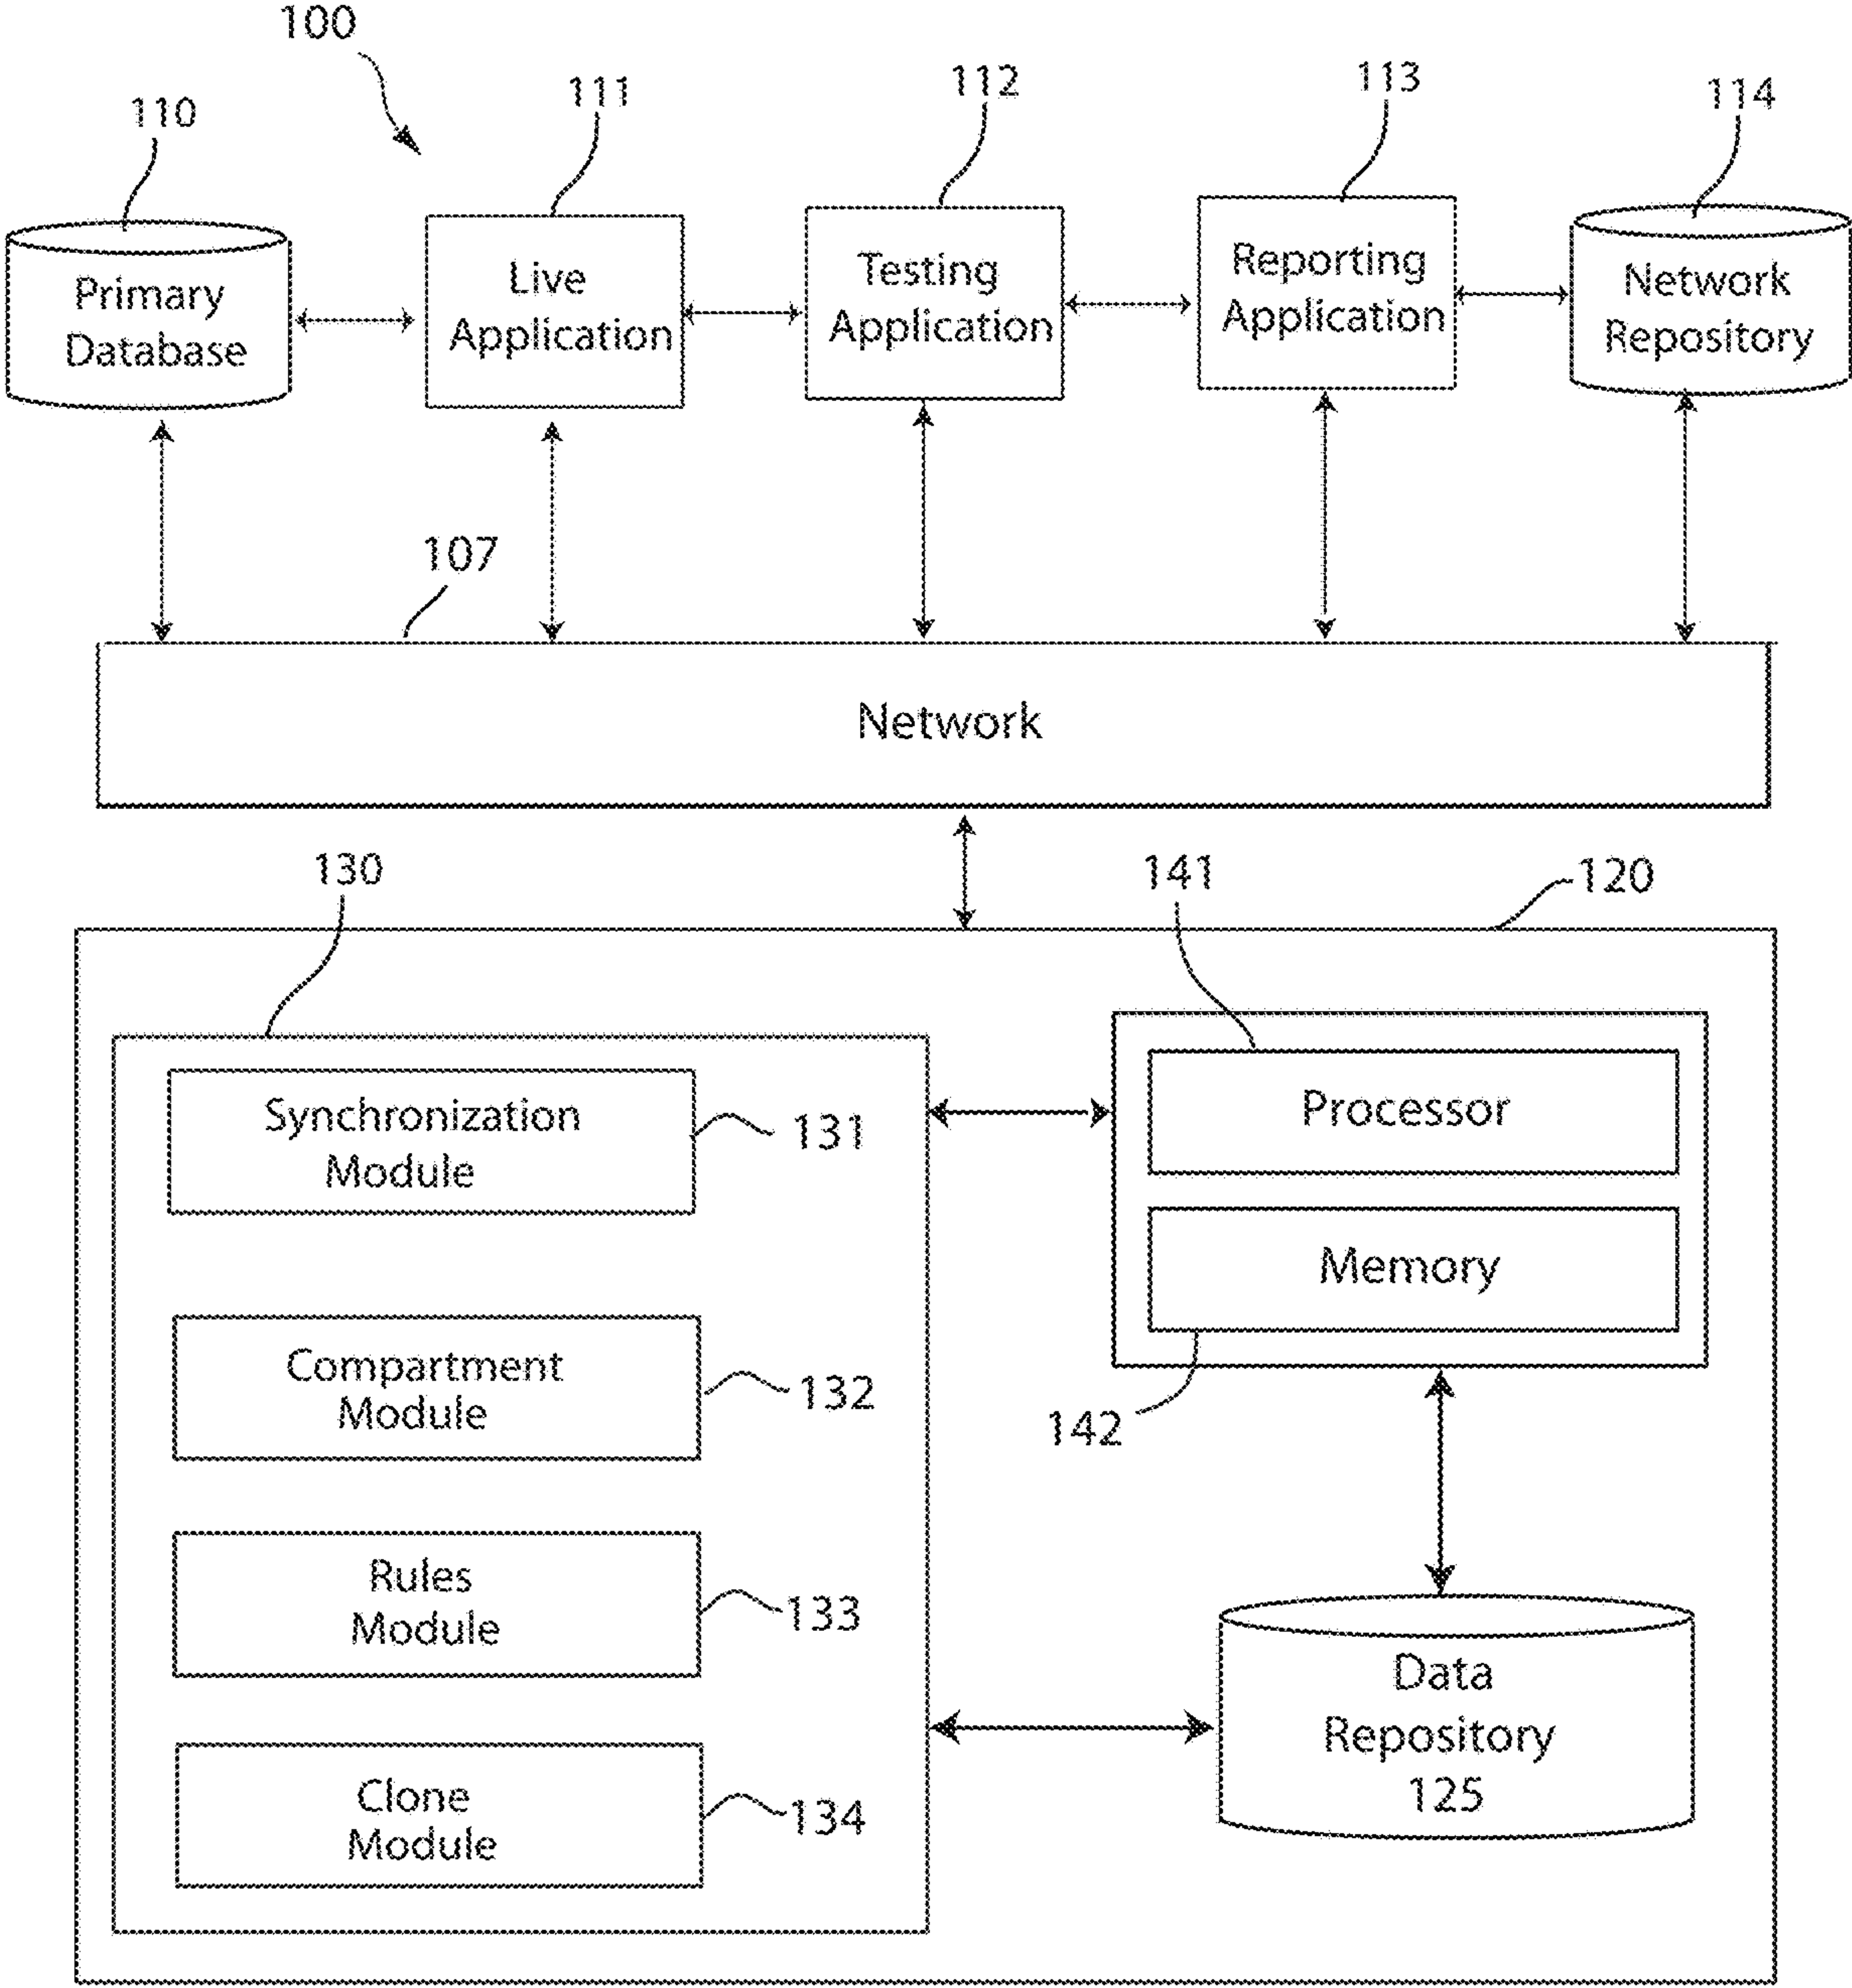 100
110
111
112
113
114
Primary
Database
Live
Application
Testing
Application
Reporting
Application
Network
Repository
107
Network
130
141
120
Synchronization
Module
131
Processor
Memory
Compartment
Module
132
142
Rules
Module
133
Data
Repository
125
Clone
Module
134